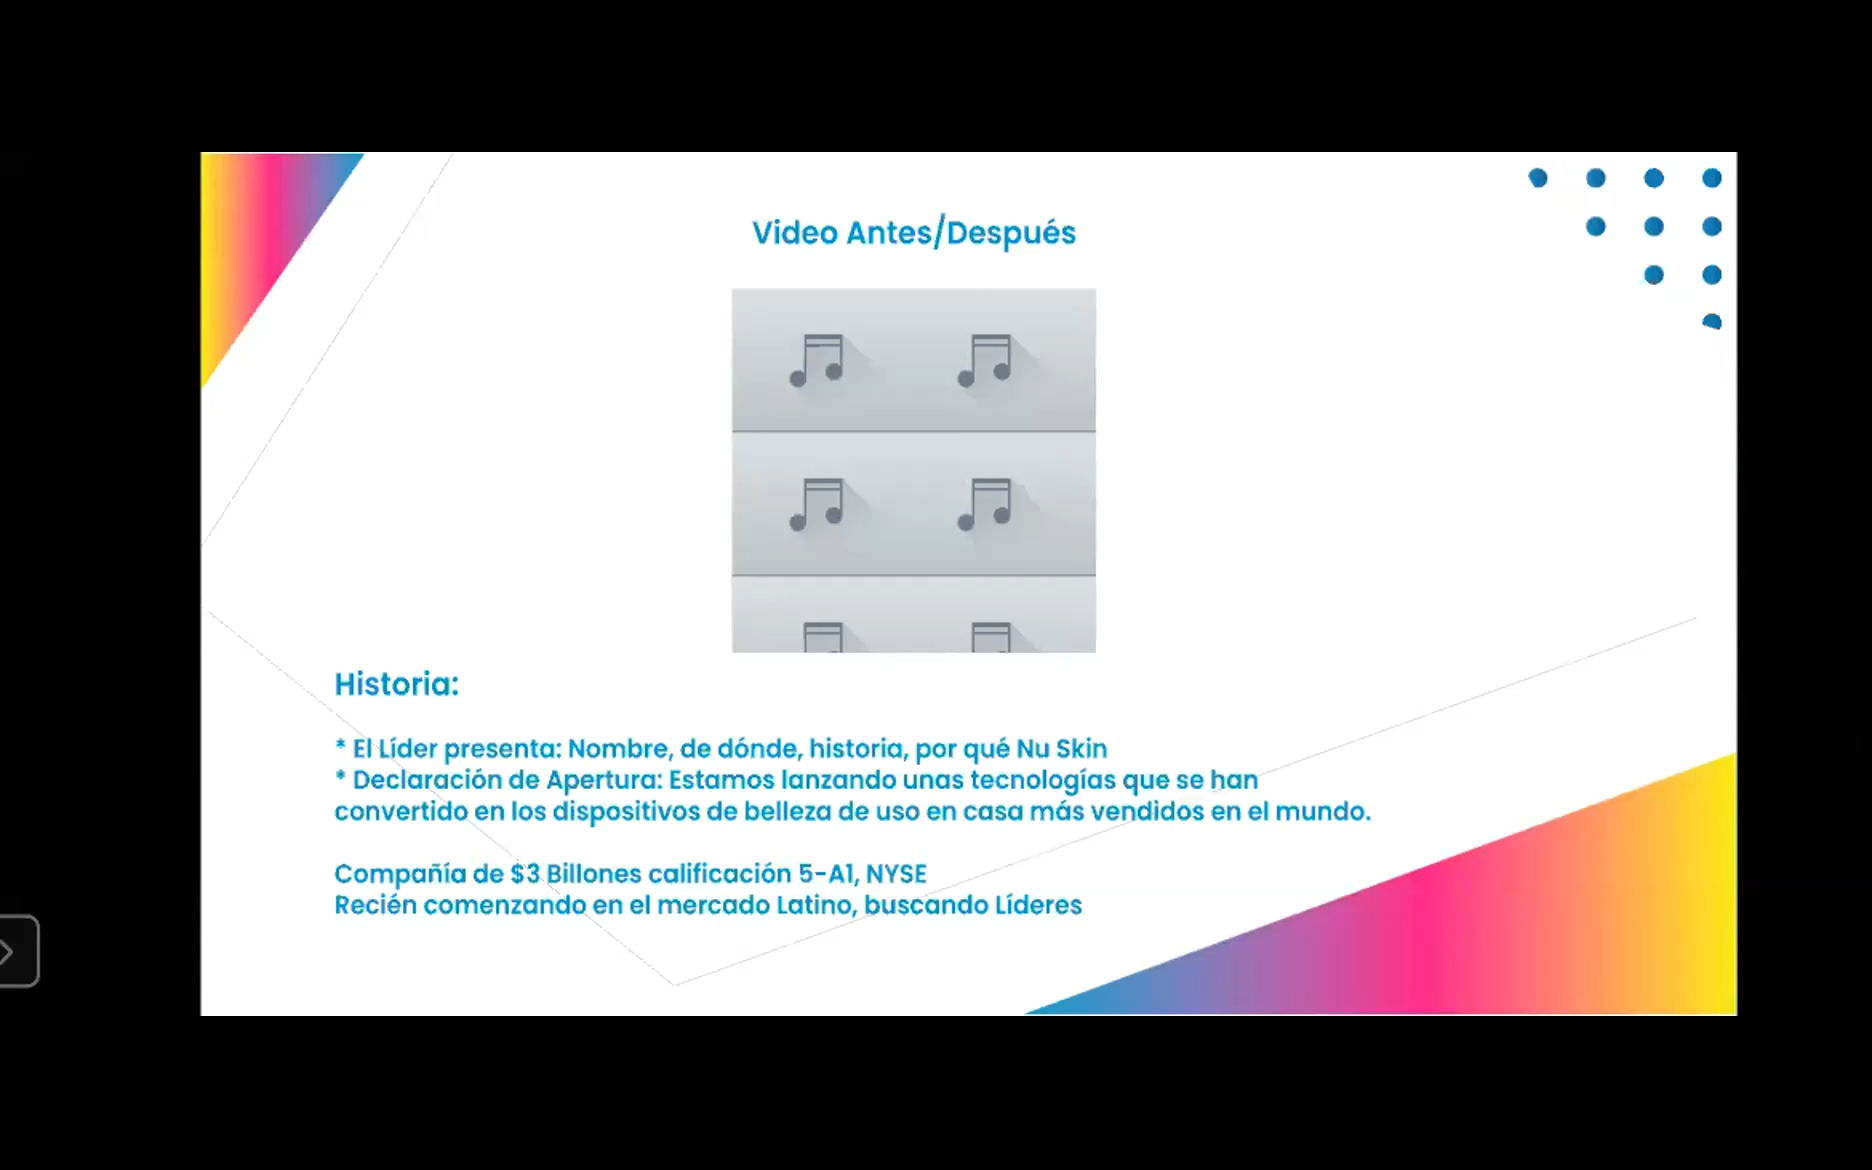 Video Antes/Después
Historia:
* El Líder presenta: Nombre, de dónde, historia, por qué Nu Skin
* Declaración de Apertura: Estamos lanzando unas tecnologías que se han
convertido en los dispositivos de belleza de uso en casa más vendidos en el mundo.
Compañía de $3 Billones calificación 5-A1, NYSE
Recién comenzando en el mercado Latino, buscando Líderes